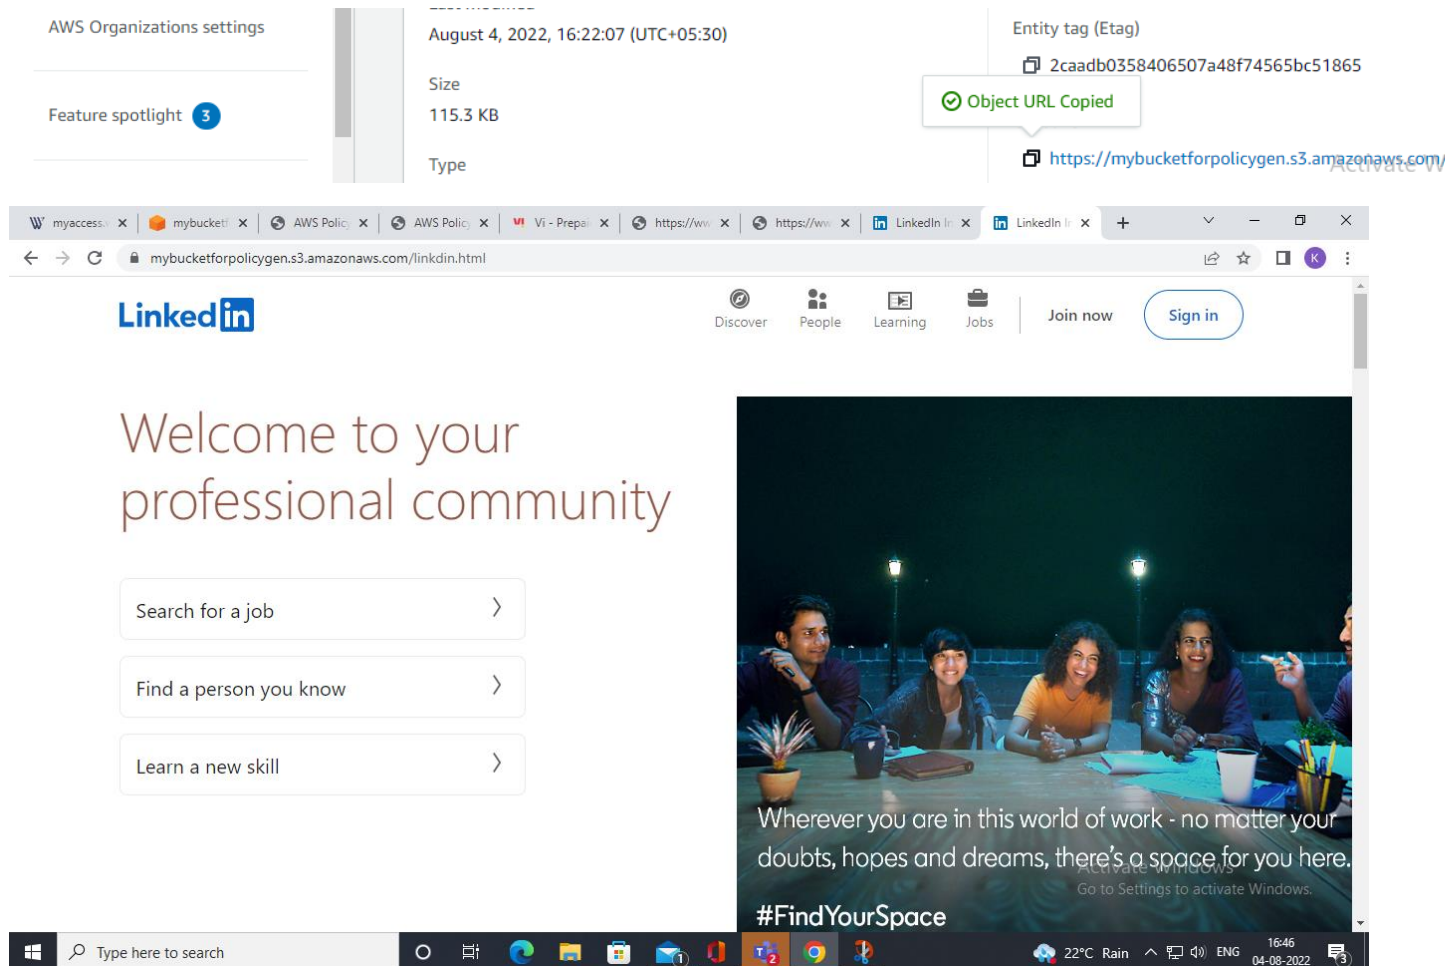 AWS Organizations settings
August 4, 2022, 16:22:07 (UTC+05:30)
Entity tag (Etag)
2caadb0358406507a48f74565bc51865
Size
Object URL Copied
Feature spotlight 3
115.3 KB
Type
https://mybucketforpolicygen.s3.amazonaws.com/
myaccess. mybucketf AWS Policy AWS Policy Vi - Prepai https://ww https://ww LinkedIn In LinkedIn In
mybucketforpolicygen.s3.amazonaws.com/linkdin.html K
Linked in
Discover People Learning Jobs Join now Sign in
Welcome to your
professional community
Search for a job
Find a person you know
Learn a new skill
Wherever you are in this world of work - no matter your
doubts, hopes and dreams, there's a space for you here.
Activate Windows
Go to Settings to activate Windows.
#FindYourSpace
Type here to search
22°C Rain ENG 16:46
04-08-2022